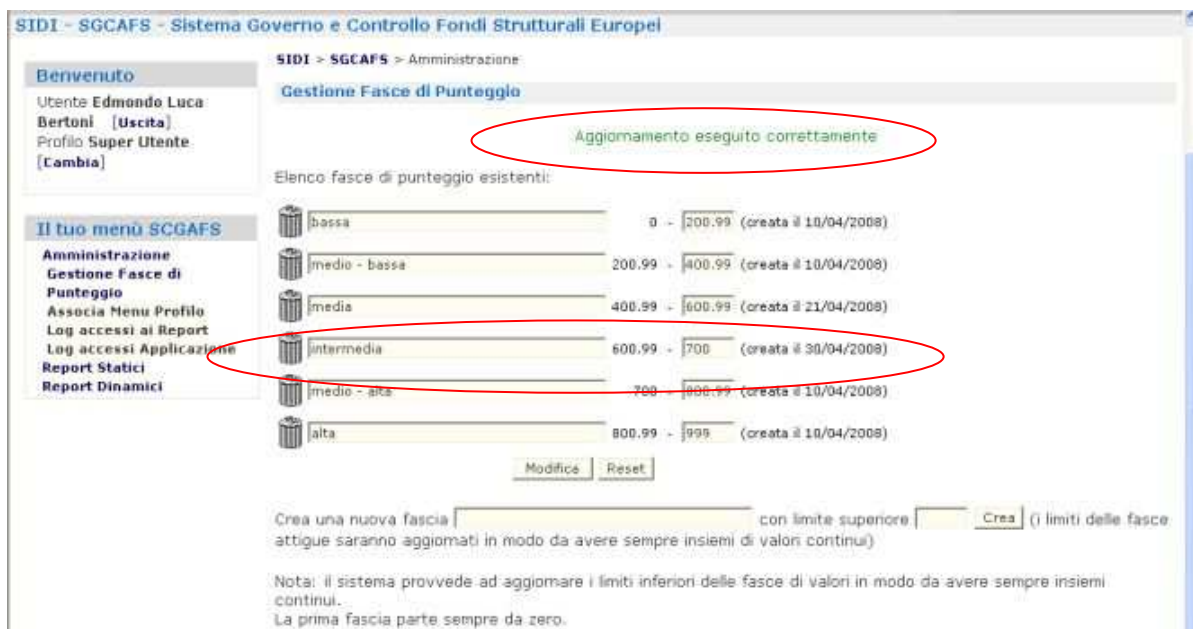 SIDI - SGCAFS - Sistema Governo e Controllo Fondi Strutturali Europei
SIDI > SGCAFS > Amministrazione
Benvenuto
Utente Edmondo Luca
Bertoni [Uscita]
Profilo Super Utente
[Cambia]
Il tuo menù SCGAFS
Amministrazione
Gestione Fasce di
Punteggio
Associa Menu Profilo
Log accessi ai Report
Log accessi Applicazione
Report Statici
Report Dinamici
Gestione Fasce di Punteggio
Aggiornamento eseguito correttamente
Elenco fasce di punteggio esistenti:
bassa 0 - 200.99 (creata il 10/04/2008)
medio - bassa 200.99 - 400.99 (creata il 10/04/2008)
media 400.99 - 600.99 (creata il 21/04/2008)
intermedia 600.99 - 700 (creata il 30/04/2008)
medio - alta 700 - 800.99 (creata il 10/04/2008)
alta 800.99 - 999 (creata il 10/04/2008)
Modifica Reset
Crea una nuova fascia con limite superiore Crea (i limiti delle fasce
attigue saranno aggiornati in modo da avere sempre insiemi di valori continui)
Nota: il sistema provvede ad aggiornare i limiti inferiori delle fasce di valori in modo da avere sempre insiemi
continui.
La prima fascia parte sempre da zero.